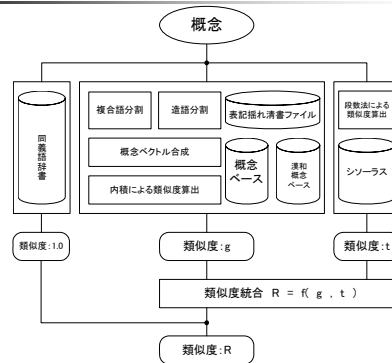 概念
同義語辞書
複合語分割
造語分割
表記揺れ清書ファイル
概念ベクトル合成
内積による類似度算出
概念
ベース
漢和
概念
ベース
段数法による
類似度算出
シソーラス
類似度:1.0
類似度:g
類似度:t
類似度統合 R = f( g , t )
類似度:R